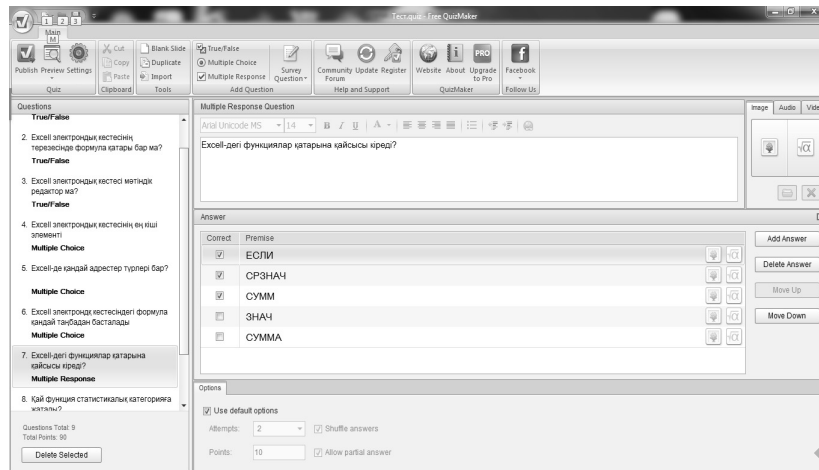 Тест.quiz - Free QuizMaker
1 2 3
Main
M
Publish Preview Settings
Quiz
Cut
Copy
Paste
Clipboard
Blank Slide
Duplicate
Import
Tools
True/False
Multiple Choice
Multiple Response
Survey Question
Add Question
Community Forum
Update
Register
Help and Support
Website
About
PRO
Upgrade to Pro
QuizMaker
Facebook
Follow Us
Questions
True/False
2. Excell электрондық кестесінің
терезесінде формула қатары бар ма?
True/False
3. Excell электрондық кестесі мәтіндік
редактор ма?
True/False
4. Excell электрондық кестесінің ең кіші
элементі
Multiple Choice
5. Excell-де қандай адрестер түрлері бар?
Multiple Choice
6. Excell электрондқ кестесіндегі формула
қандай таңбадан басталады
Multiple Choice
7. Excell-дегі функциялар қатарына
қайсысы кіреді?
Multiple Response
8. Қай функция статистикалық категорияға
жатады?
Questions Total: 9
Total Points: 90
Delete Selected
Multiple Response Question
Arial Unicode MS 14 B I U A
Excell-дегі функциялар қатарына қайсысы кіреді?
Image Audio Vide
√α
Answer
Correct Premise
ЕСЛИ √α
СРЗНАЧ √α
СУММ √α
ЗНАЧ √α
СУММА √α
Add Answer
Delete Answer
Move Up
Move Down
Options
Use default options
Attempts: 2 Shuffle answers
Points: 10 Allow partial answer